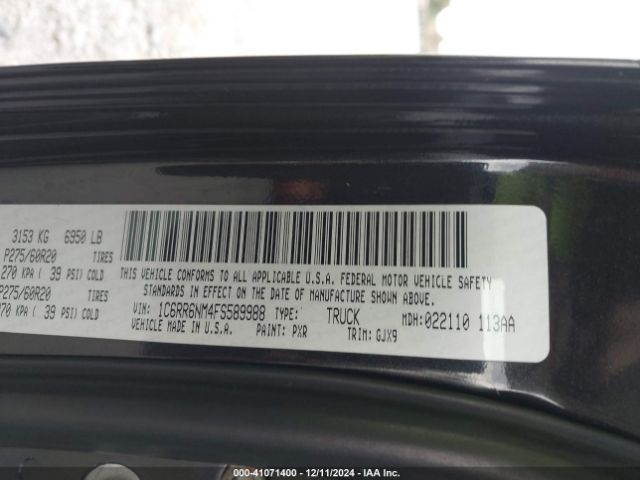 3153 KG 6950 LB
P275/60R20 TIRES
270 KPA ( 39 PSI) COLD
P275/60R20 TIRES
270 KPA ( 39 PSI) COLD
THIS VEHICLE CONFORMS TO ALL APPLICABLE U.S.A. FEDERAL MOTOR VEHICLE SAFETY
STANDARDS IN EFFECT ON THE DATE OF MANUFACTURE SHOWN ABOVE.
VIN: 1C6RR6NM4FS589988 TYPE: TRUCK MDH: 022110 113AA
VEHICLE MADE IN U.S.A. PAINT: PXR TRIM: GJX9
000-41071400 - 12/11/2024 - IAA Inc.